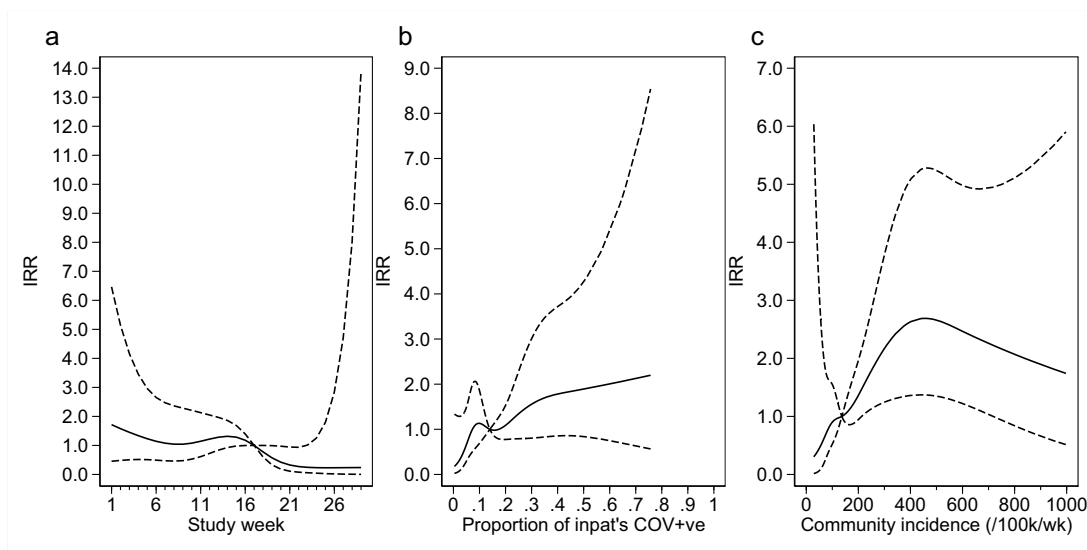 a
b
c
14.0
13.0
12.0
11.0
10.0
9.0
8.0
7.0
6.0
5.0
4.0
3.0
2.0
1.0
0.0
IRR
1 6 11 16 21 26
Study week
9.0
8.0
7.0
6.0
5.0
4.0
3.0
2.0
1.0
0.0
IRR
0 .1 .2 .3 .4 .5 .6 .7 .8 .9 1
Proportion of inpat's COV+ve
7.0
6.0
5.0
4.0
3.0
2.0
1.0
0.0
IRR
0 200 400 600 800 1000
Community incidence (/100k/wk)